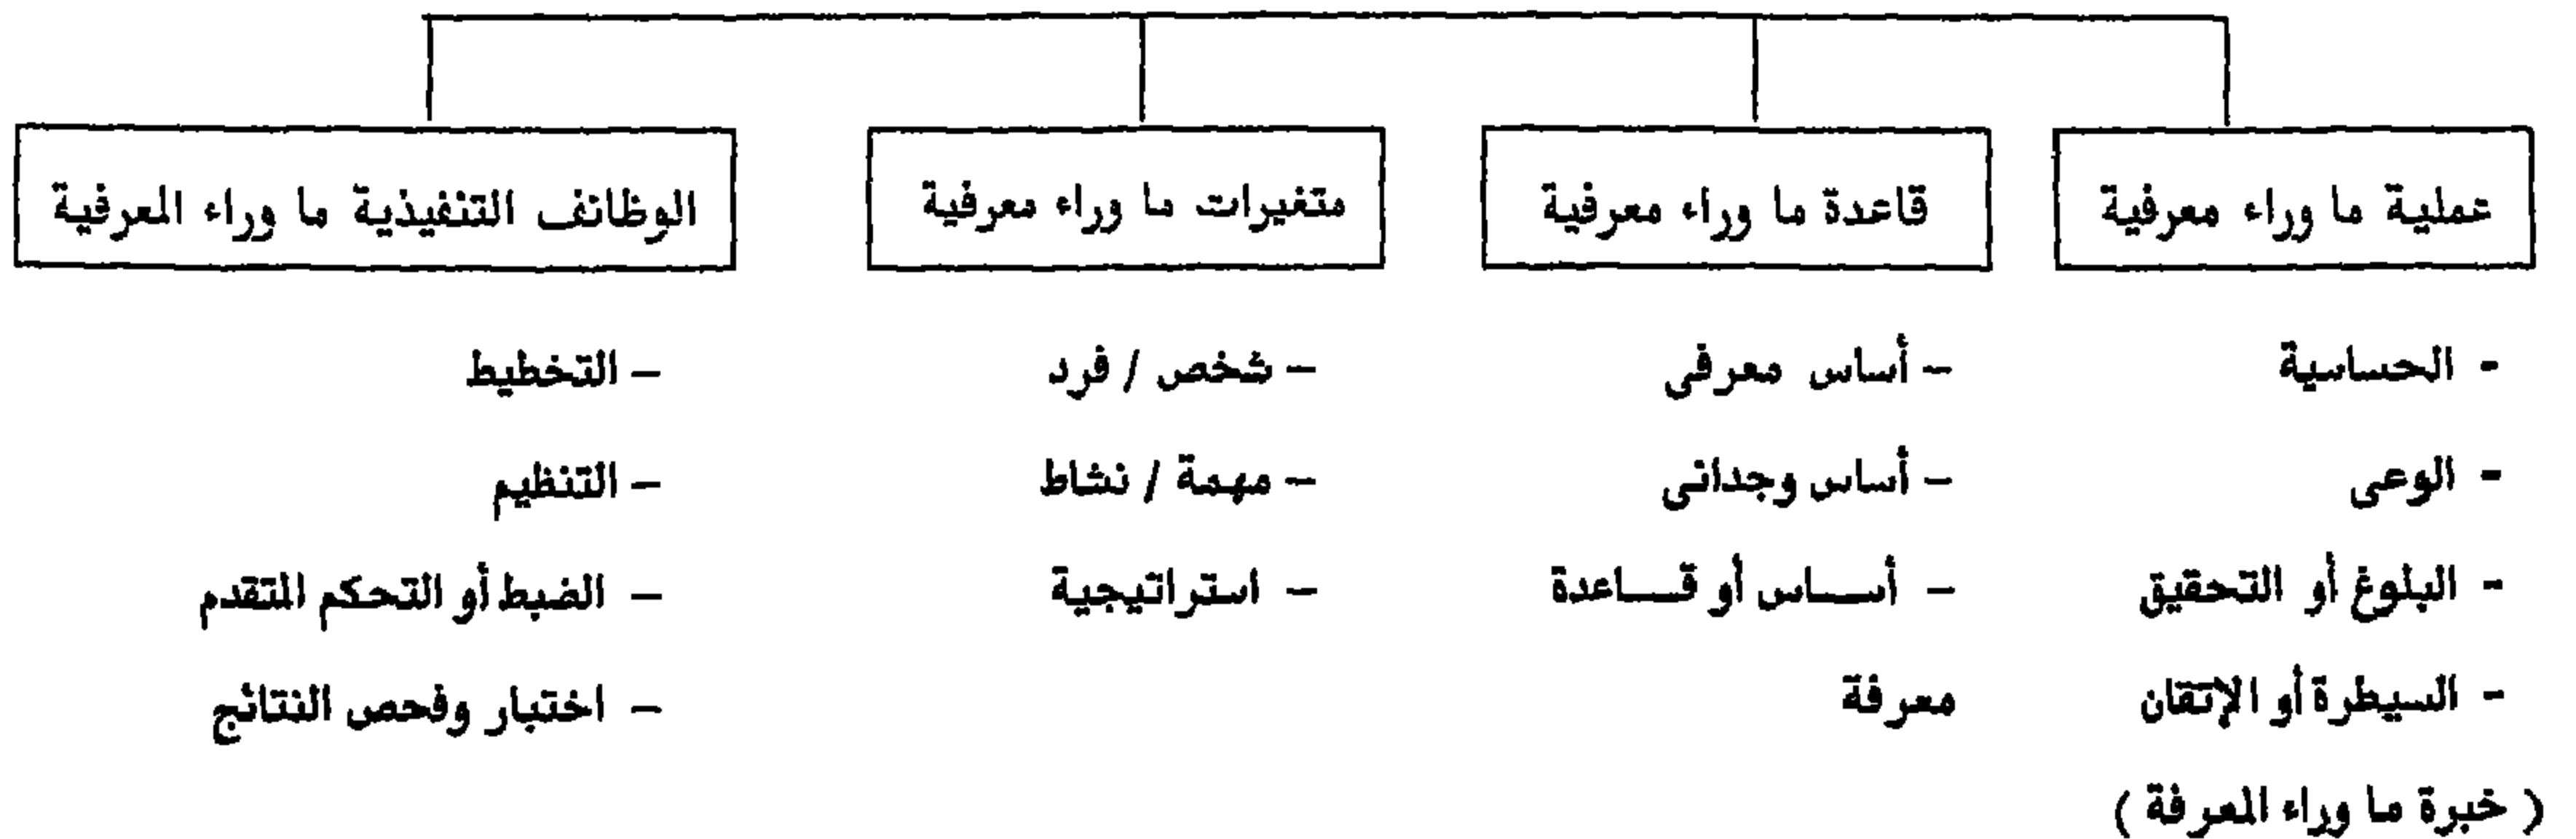 عملية ما وراء معرفية
- الحساسية
- الوعى
- البلوغ أو التحقيق
- السيطرة أو الإتقان
( خبرة ما وراء المعرفة )
قاعدة ما وراء معرفية
– أساس معرفى
– أساس وجدانى
– أساس أو قاعدة
معرفة
متغيرات ما وراء معرفية
– شخص / فرد
– مهمة / نشاط
– استراتيجية
الوظائف التنفيذية ما وراء المعرفية
– التخطيط
– التنظيم
– الضبط أو التحكم المتقدم
– اختبار وفحص النتائج